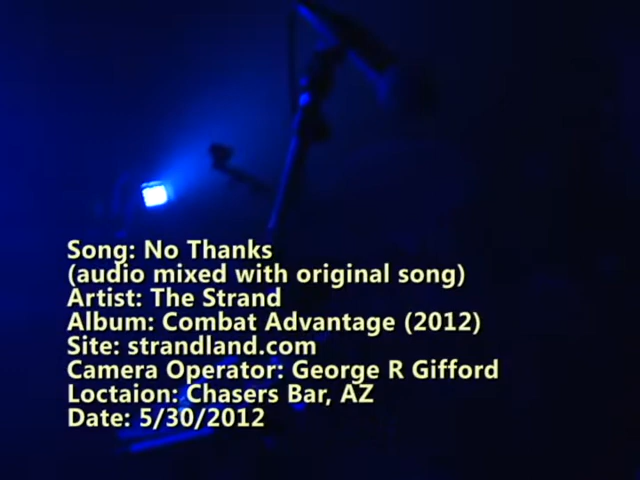 Song: No Thanks
(audio mixed with original song)
Artist: The Strand
Album: Combat Advantage (2012)
Site: strandland.com
Camera Operator: George R Gifford
Loctaion: Chasers Bar, AZ
Date: 5/30/2012